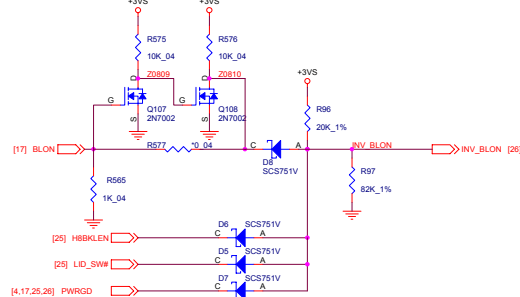 +3VS +3VS
R575 R576
10K_04 10K_04
+3VS
D Z0809 D Z0810
G G
Q107 Q108
2N7002 2N7002
S S
R96
20K_1%
[17] BLON R577 *0_04 C A INV_BLON INV_BLON [26]
D8
SCS751V
R97
82K_1%
R565
1K_04
D6 SCS751V
[25] H8BKLEN C A
D5 SCS751V
[25] LID_SW# C A
D7 SCS751V
[4,17,25,26] PWRGD C A